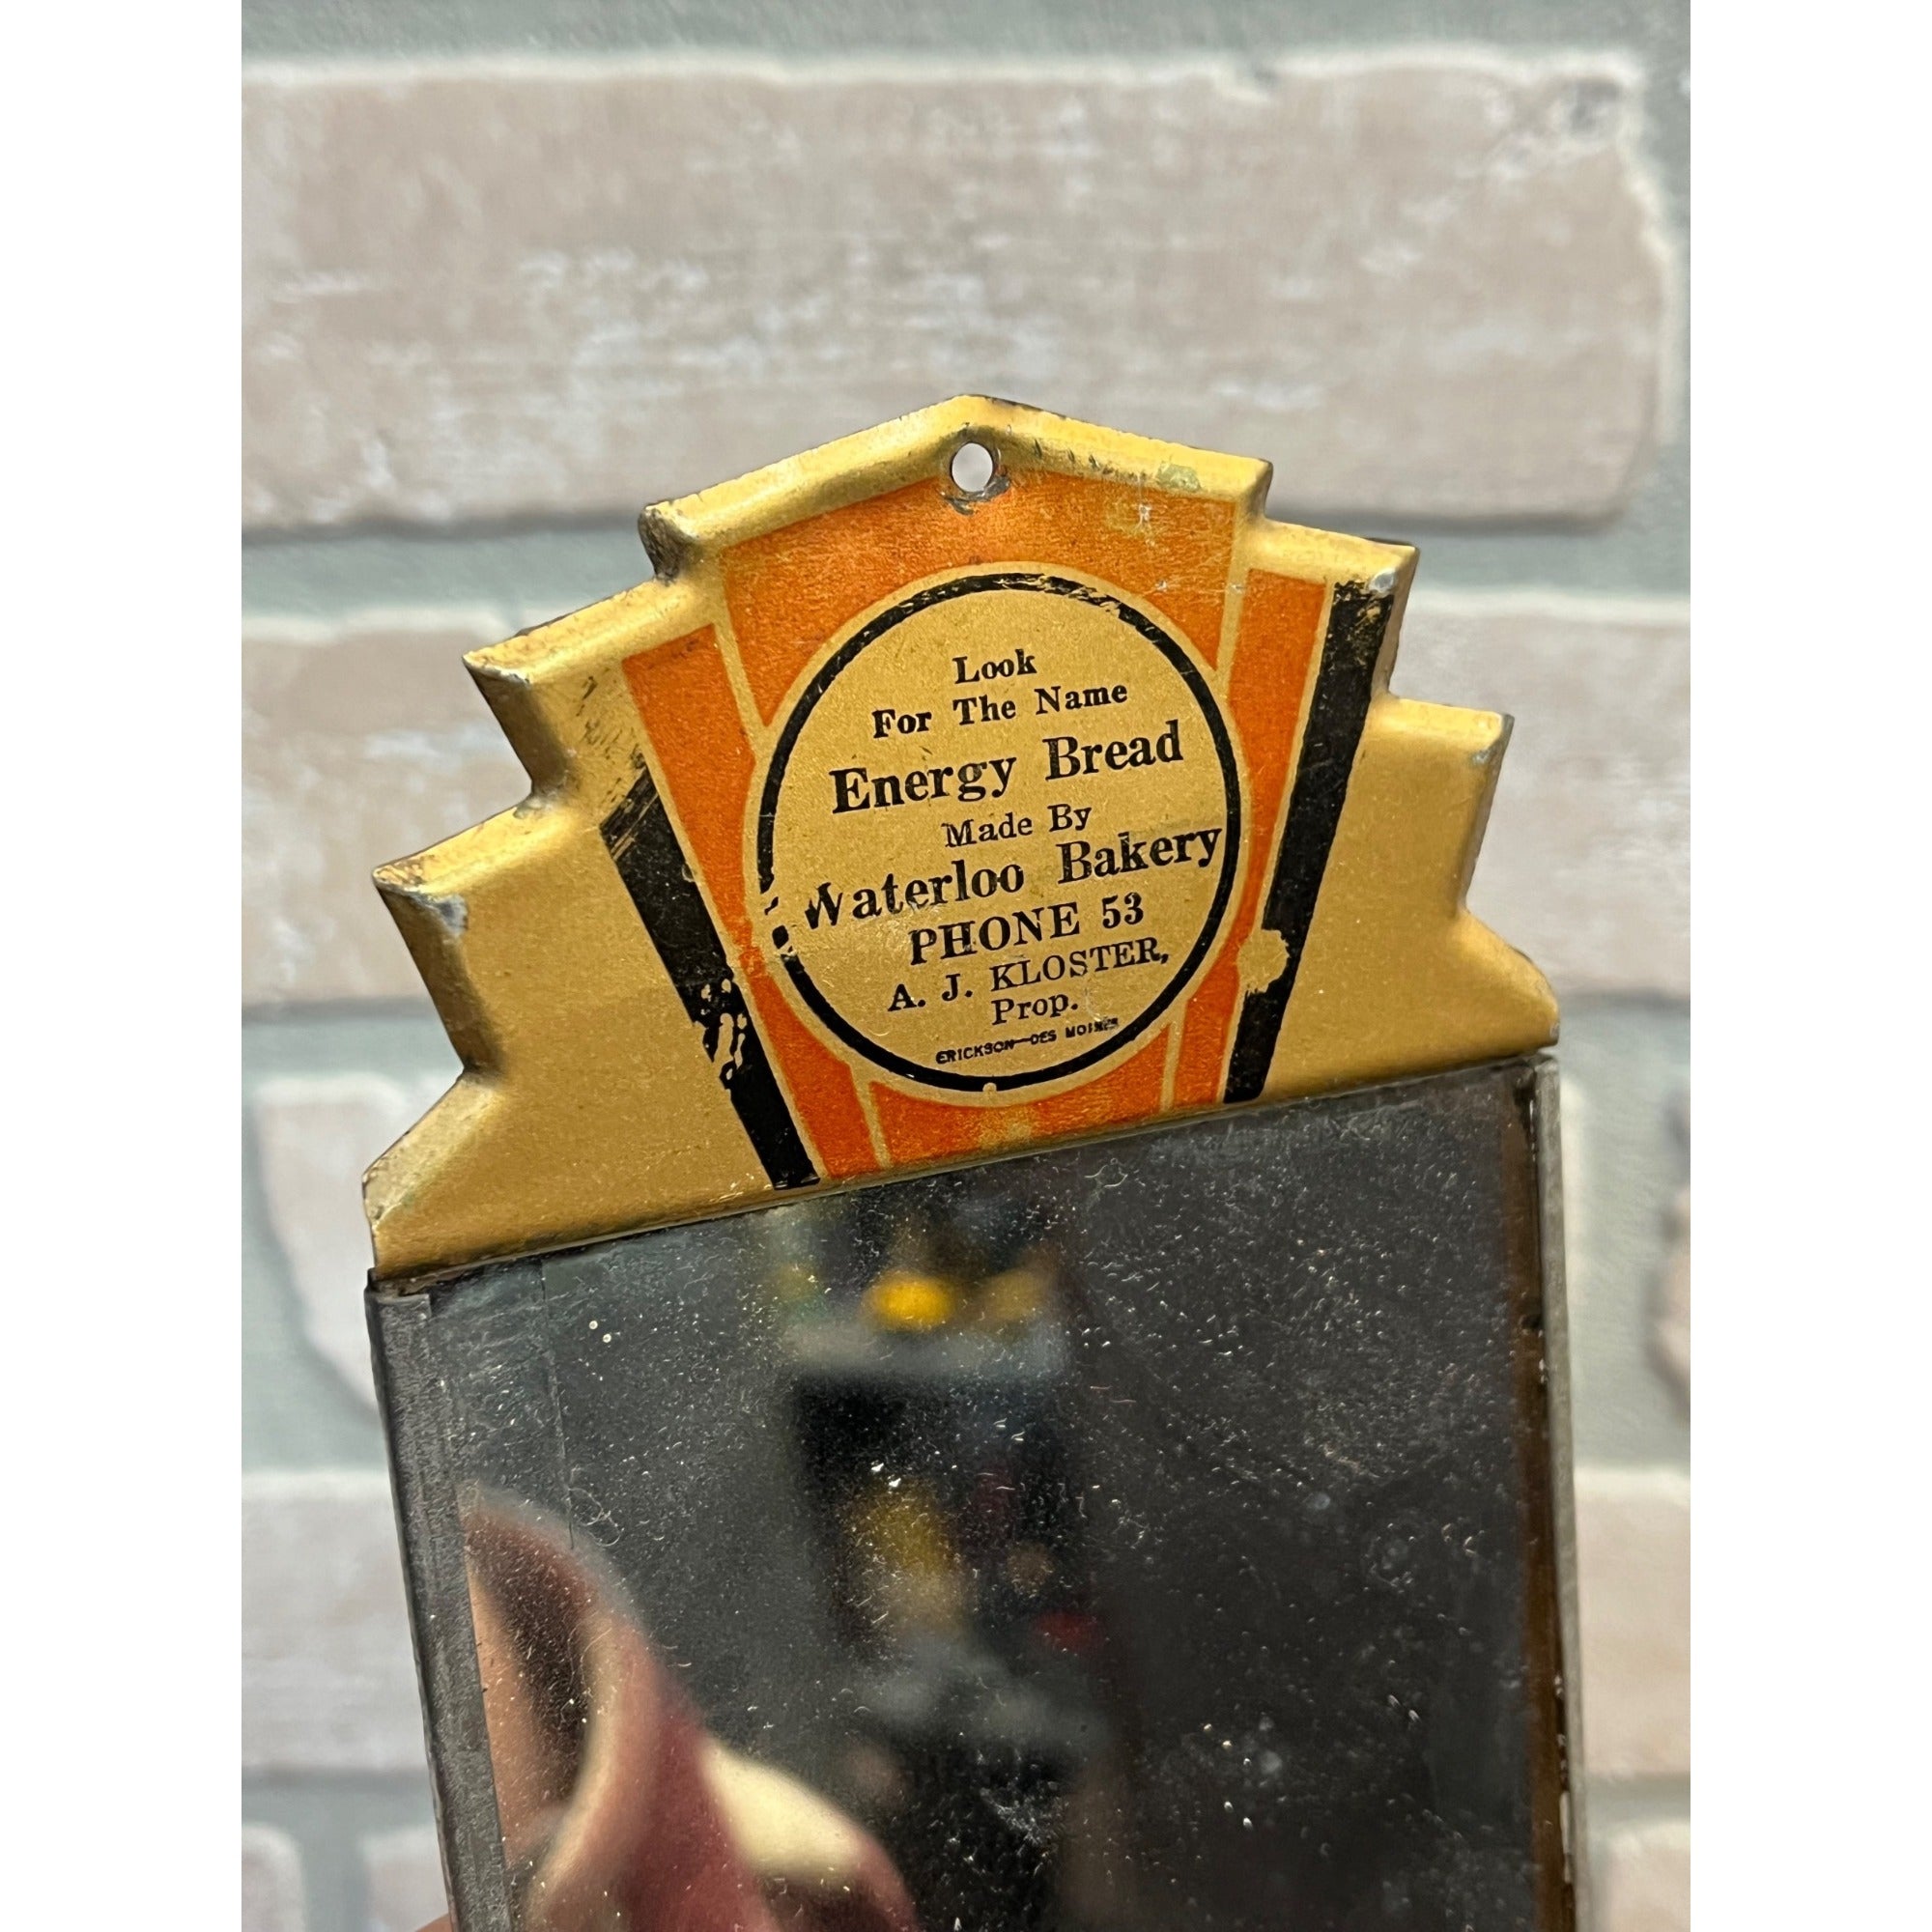 Look
For The Name
Energy Bread
Made By
Waterloo Bakery
PHONE 53
A. J. KLOSTER,
Prop.
ERICKSON—DES MOINES